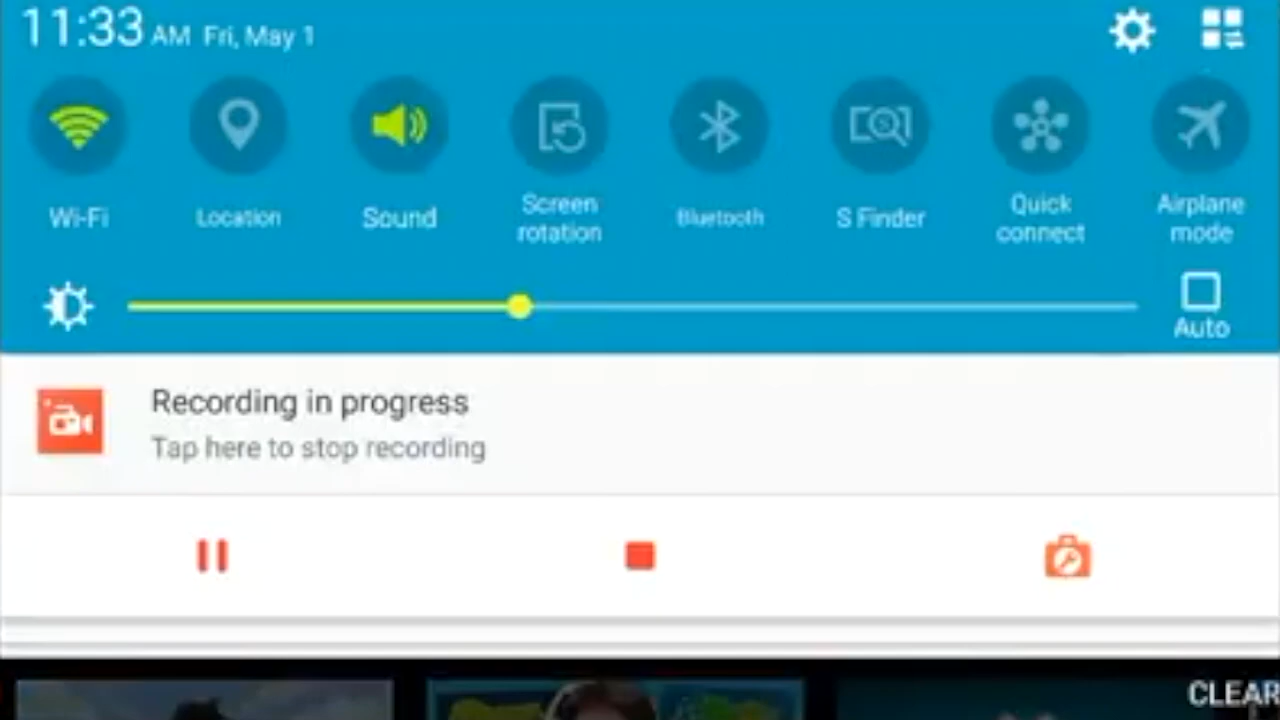 11:33 AM Fri, May 1
Wi-Fi
Location
Sound
Screen
rotation
Bluetooth
S Finder
Quick
connect
Airplane
mode
Auto
Recording in progress
Tap here to stop recording
CLEAR